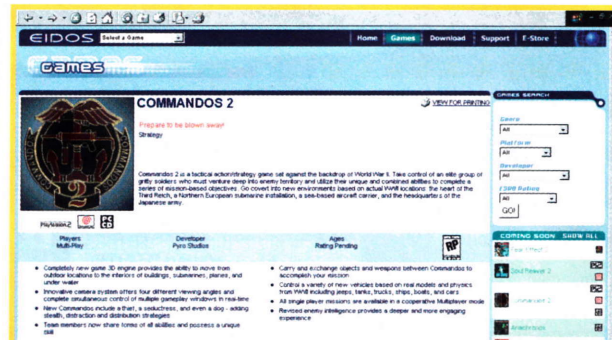 EIDOS Select a Game Home Games Download Support E-Store
Games
COMMANDOS 2
VIEW FOR PRINTING
Prepare to be blown away!
Strategy
Commandos 2 is a tactical action/strategy game set against the backdrop of World War II. Take control of an elite group of
gritty soldiers who must venture deep into enemy territory and utilize their unique and combined abilities to complete a
series of mission-based objectives. Go covert into new environments based on actual WWII locations: the heart of the
Third Reich, a Northern European submarine installation, a sea-based aircraft carrier, and the headquarters of the
Japanese army.
COMMANDOS
2
PlayStation 2 PC CD
Players
Multi-Play
Developer
Pyro Studios
Ages
Rating Pending
RP
• Completely new game 3D engine provides the ability to move from
outdoor locations to the interiors of buildings, submarines, planes, and
under water
• Innovative camera system offers four different viewing angles and
complete simultaneous control of multiple gameplay windows in real-time
• New Commandos include a thief, a seductress, and even a dog - adding
stealth, distraction and distribution strategies
• Team members now share forms of all abilities and possess a unique
skill
• Carry and exchange objects and weapons between Commandos to
accomplish your mission
• Control a variety of new vehicles based on real models and physics
from WWII including jeeps, tanks, trucks, ships, boats, and cars
• All single player missions are available in a cooperative Multiplayer mode
• Revised enemy intelligence provides a deeper and more engaging
experience
GAMES SEARCH
Genre
All
Platform
All
Developer
All
ESRB Rating
All
GO!
COMING SOON SHOW ALL
Soul Reaver 2
Commandos 2